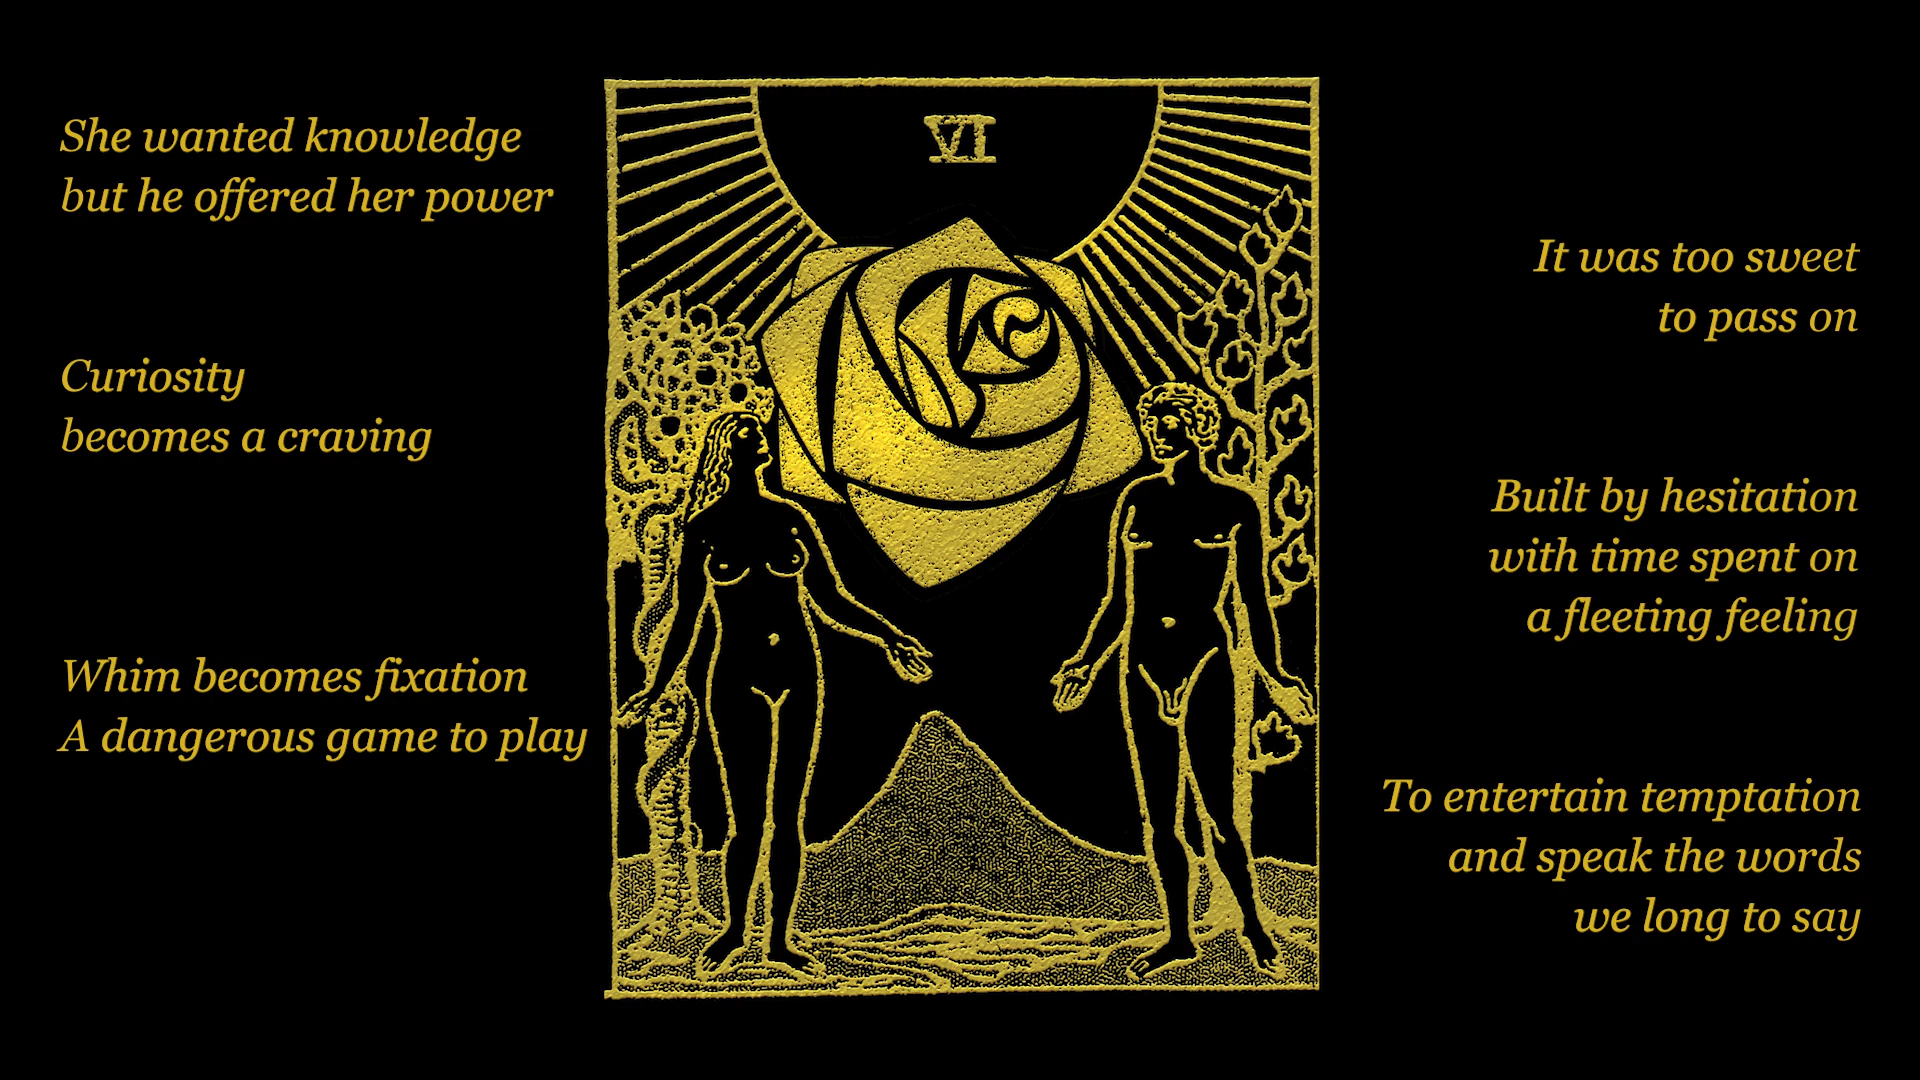 She wanted knowledge
but he offered her power
It was too sweet
to pass on
Curiosity
becomes a craving
Built by hesitation
with time spent on
a fleeting feeling
Whim becomes fixation
A dangerous game to play
To entertain temptation
and speak the words
we long to say
VI